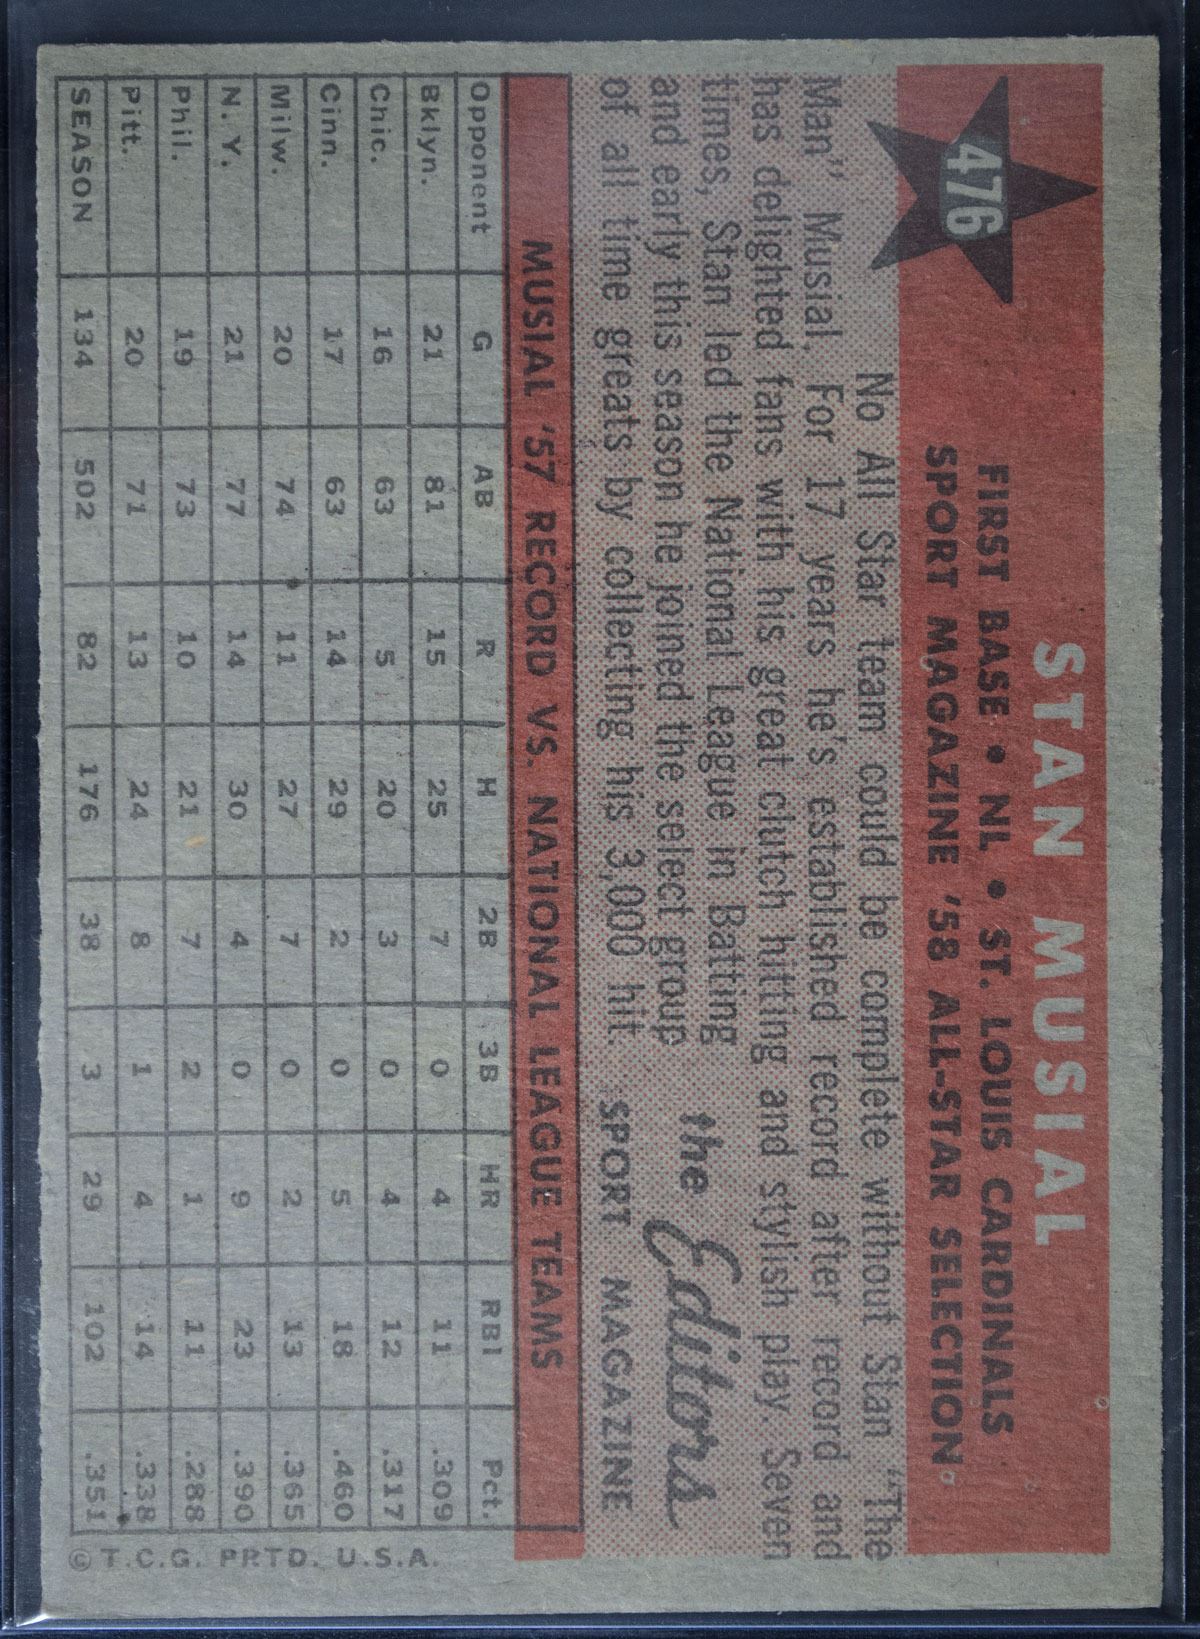 476
STAN MUSIAL
FIRST BASE • NL • ST. LOUIS CARDINALS
SPORT MAGAZINE '58 ALL-STAR SELECTION
No All Star team could be complete without Stan "The
Man" Musial. For 17 years he's established record after record and
has delighted fans with his great clutch hitting and stylish play. Seven
times, Stan led the National League in Batting
and early this season he joined the select group
of all time greats by collecting his 3,000 hit.
the Editors
SPORT MAGAZINE
MUSIAL '57 RECORD VS. NATIONAL LEAGUE TEAMS
Opponent G AB R H 2B 3B HR RBI Pct.
Bklyn. 21 81 15 25 7 0 4 11 .309
Chic. 16 63 5 20 3 0 4 12 .317
Cinn. 17 63 14 29 2 0 5 18 .460
Milw. 20 74 11 27 7 0 2 13 .365
N. Y. 21 77 14 30 4 0 9 23 .390
Phil. 19 73 10 21 7 2 1 11 .288
Pitt. 20 71 13 24 8 1 4 14 .338
SEASON 134 502 82 176 38 3 29 102 .351
© T.C.G. PRTD. U.S.A.